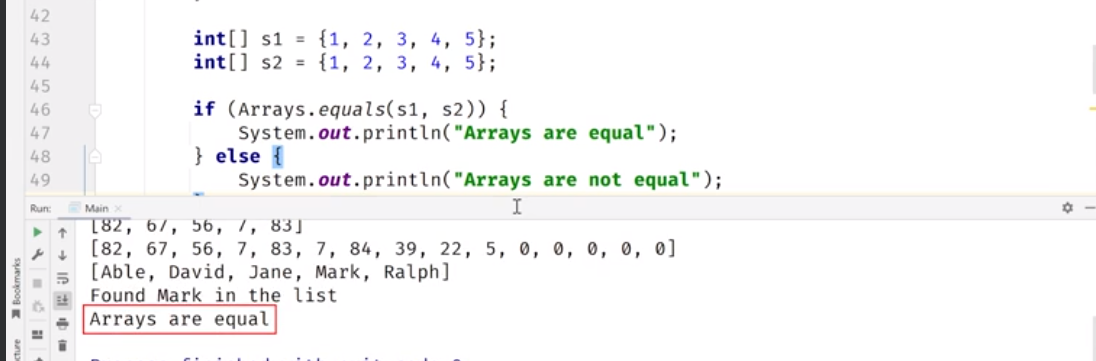 42
43 int[] s1 = {1, 2, 3, 4, 5};
44 int[] s2 = {1, 2, 3, 4, 5};
45
46 if (Arrays.equals(s1, s2)) {
47 System.out.println("Arrays are equal");
48 } else {
49 System.out.println("Arrays are not equal");
Run: Main
[82, 67, 56, 7, 83]
[82, 67, 56, 7, 83, 7, 84, 39, 22, 5, 0, 0, 0, 0, 0]
[Able, David, Jane, Mark, Ralph]
Found Mark in the list
Arrays are equal
Bookmarks